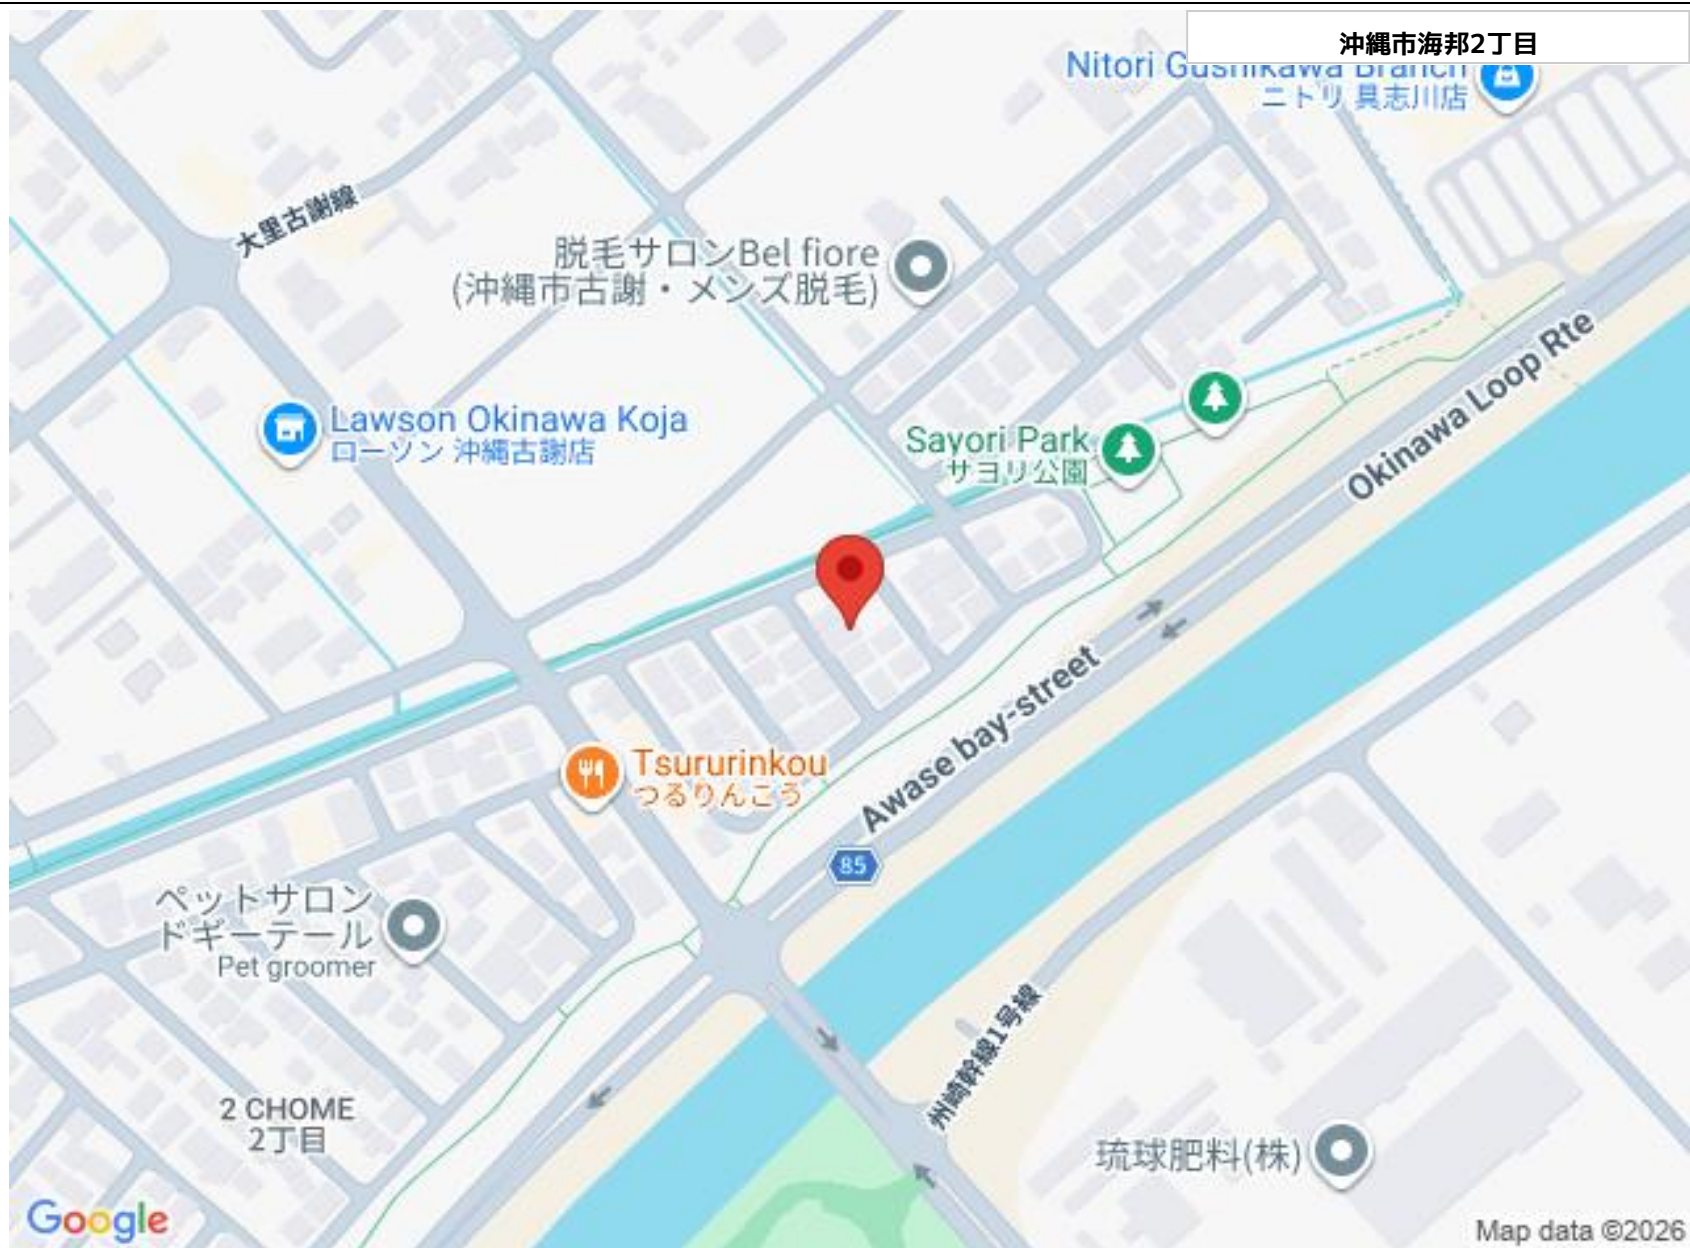 沖縄市海邦2丁目
Nitori Gushikawa Branch
ニトリ 具志川店
大里古謝線
脱毛サロンBel fiore
(沖縄市古謝・メンズ脱毛)
Lawson Okinawa Koja
ローソン 沖縄古謝店
Sayori Park
サヨリ公園
Okinawa Loop Rte
Awase bay-street
Tsururinkou
つるりんこう
85
ペットサロン
ドギーテール
Pet groomer
州崎幹線1号線
2 CHOME
2丁目
琉球肥料(株)
Google
Map data ©2026